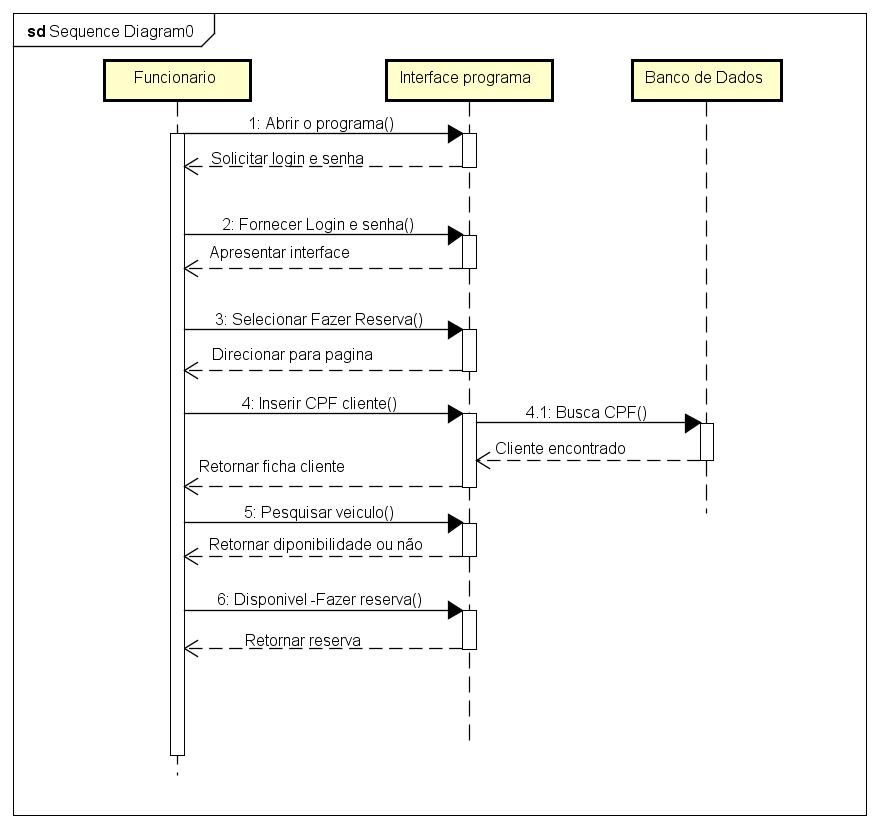 sd Sequence Diagram0
Funcionario
Interface programa
Banco de Dados
1: Abrir o programa()
Solicitar login e senha
2: Fornecer Login e senha()
Apresentar interface
3: Selecionar Fazer Reserva()
Direcionar para pagina
4: Inserir CPF cliente()
4.1: Busca CPF()
Cliente encontrado
Retornar ficha cliente
5: Pesquisar veiculo()
Retornar diponibilidade ou não
6: Disponivel -Fazer reserva()
Retornar reserva